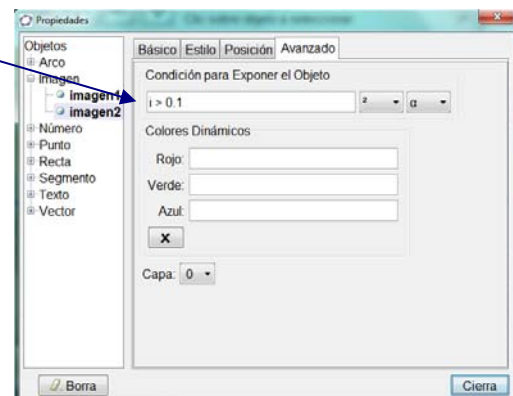 Propiedades
Objetos
Arco
Imagen
imagen1
imagen2
Número
Punto
Recta
Segmento
Texto
Vector
Básico Estilo Posición Avanzado
Condición para Exponer el Objeto
i > 0.1
² α
Colores Dinámicos
Rojo:
Verde:
Azul:
X
Capa: 0
Borra
Cierra